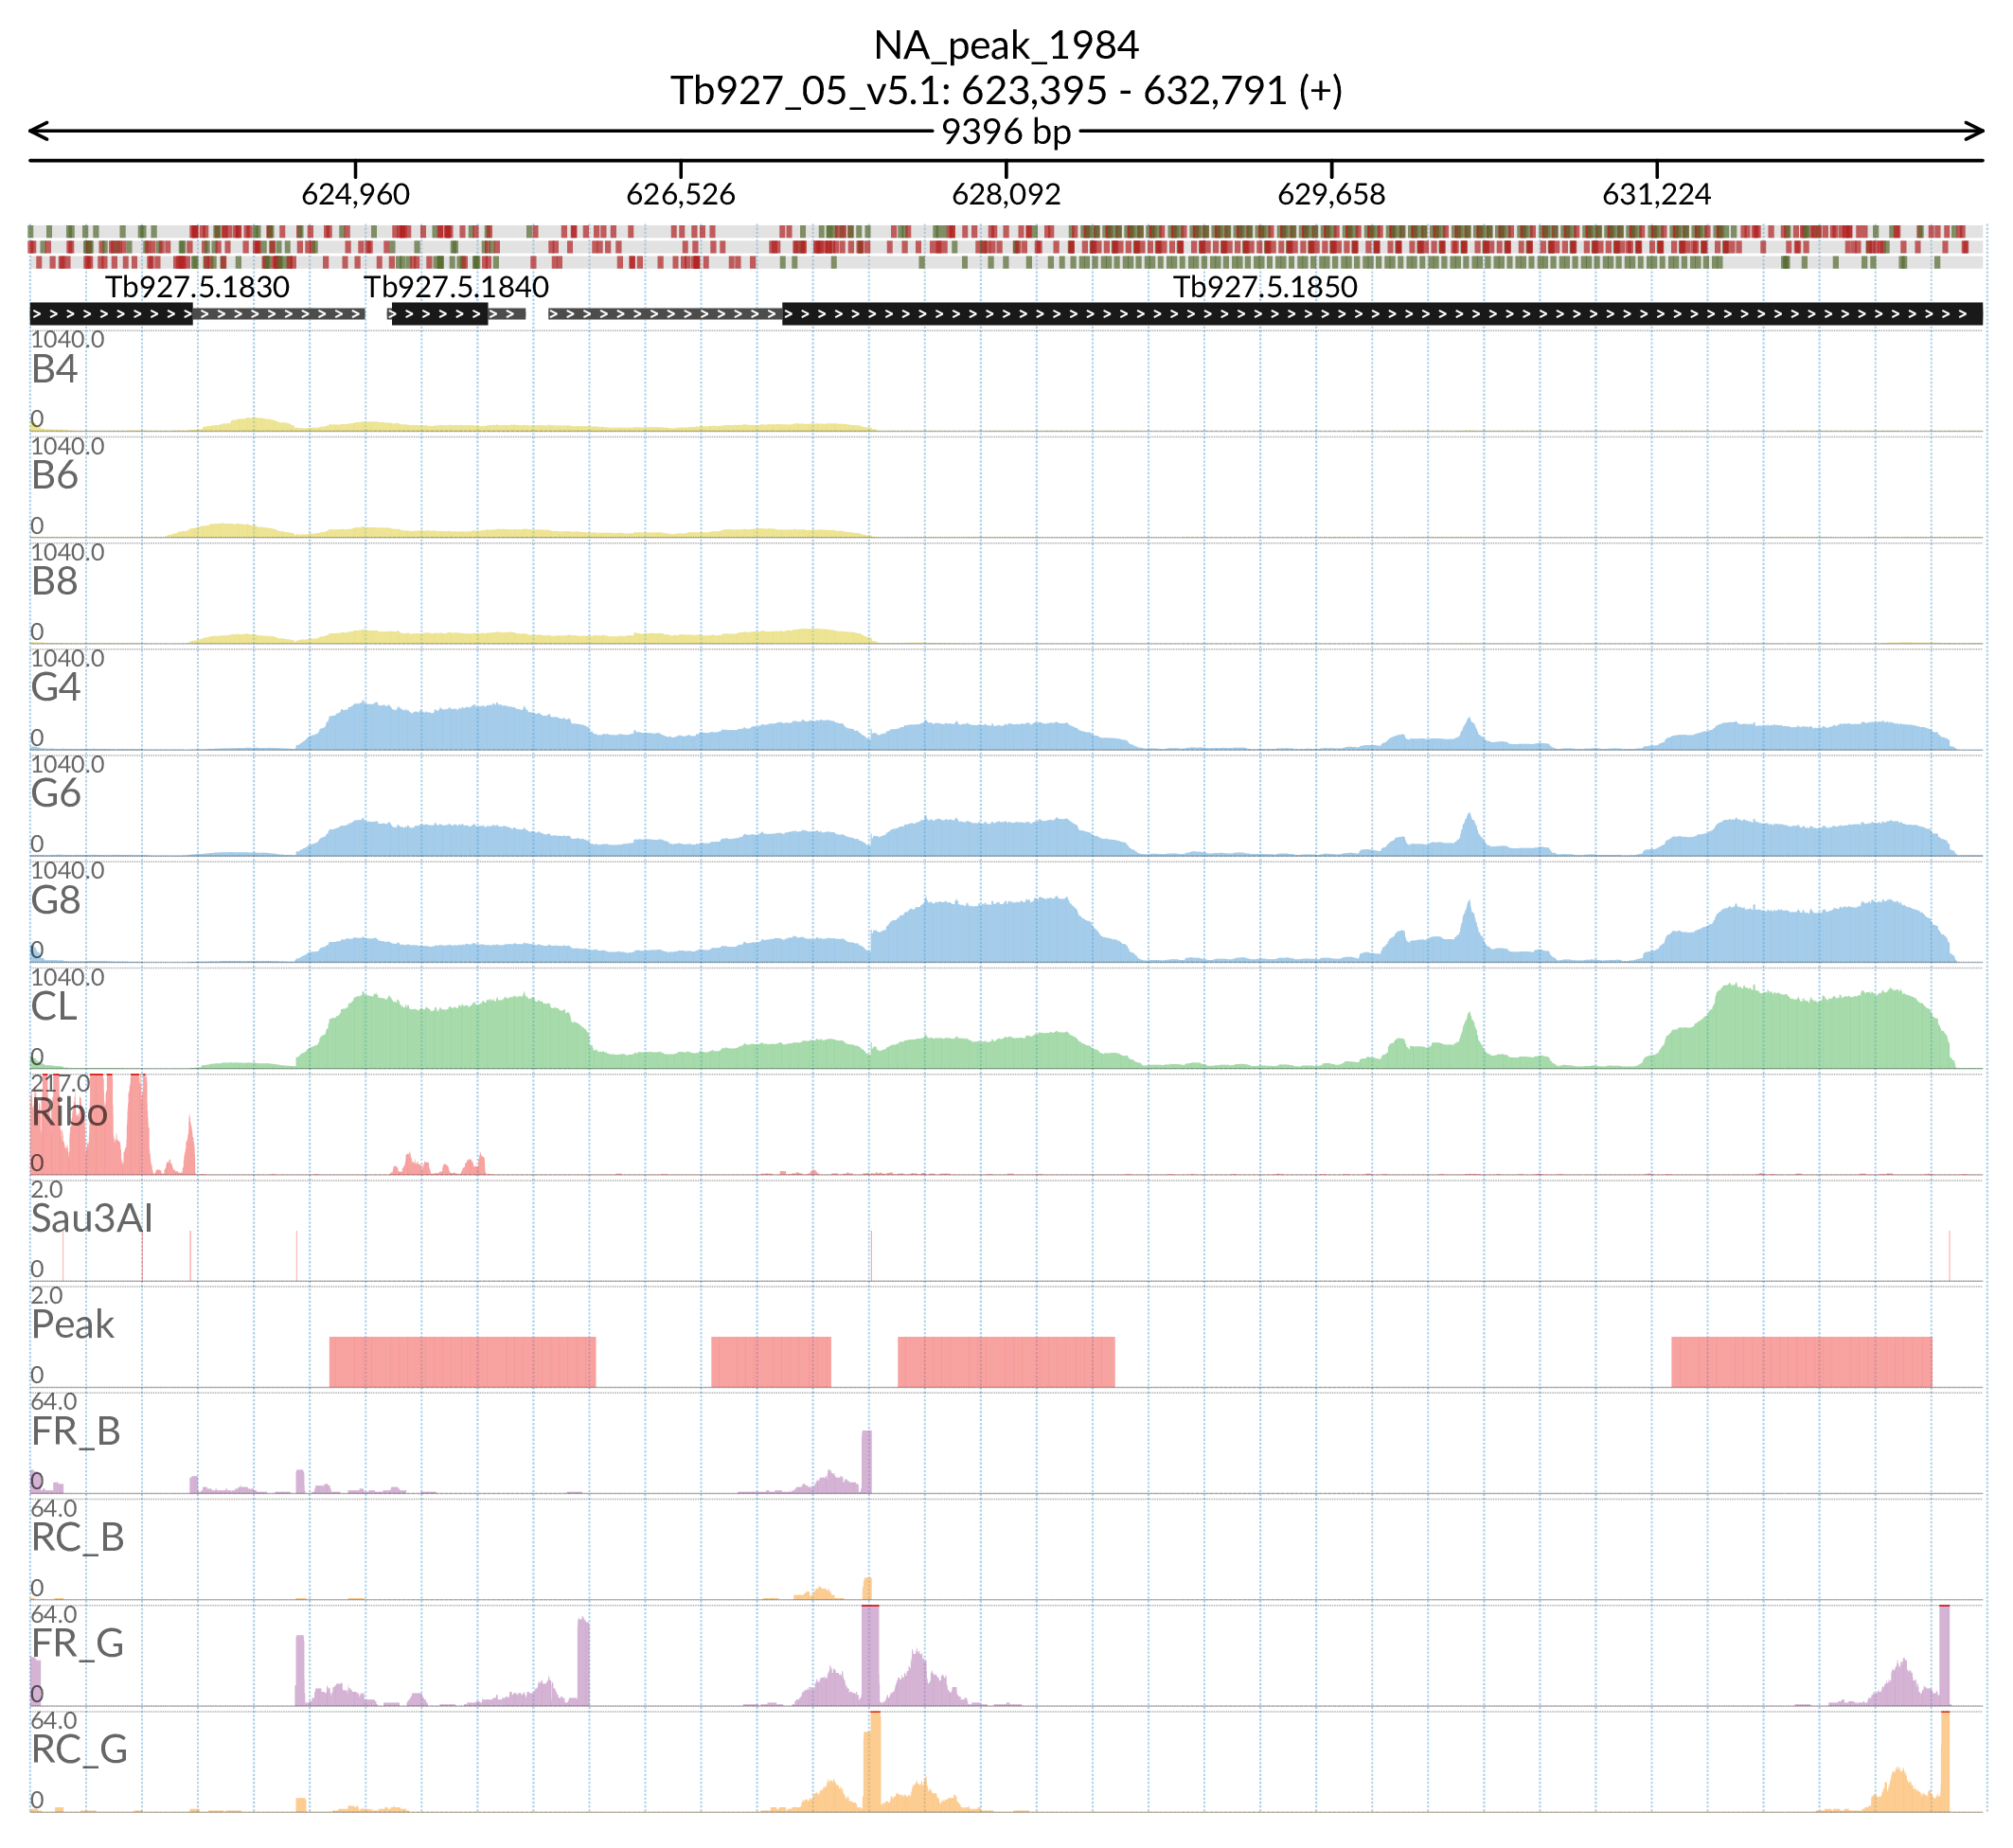 NA_peak_1984
Tb927_05_v5.1: 623,395 - 632,791 (+)
9396 bp
624,960 626,526 628,092 629,658 631,224
Tb927.5.1830 Tb927.5.1840 Tb927.5.1850
1040.0
B4
0
1040.0
B6
0
1040.0
B8
0
1040.0
G4
0
1040.0
G6
0
1040.0
G8
0
1040.0
CL
0
217.0
Ribo
0
2.0
Sau3AI
0
2.0
Peak
0
64.0
FR_B
0
64.0
RC_B
0
64.0
FR_G
0
64.0
RC_G
0